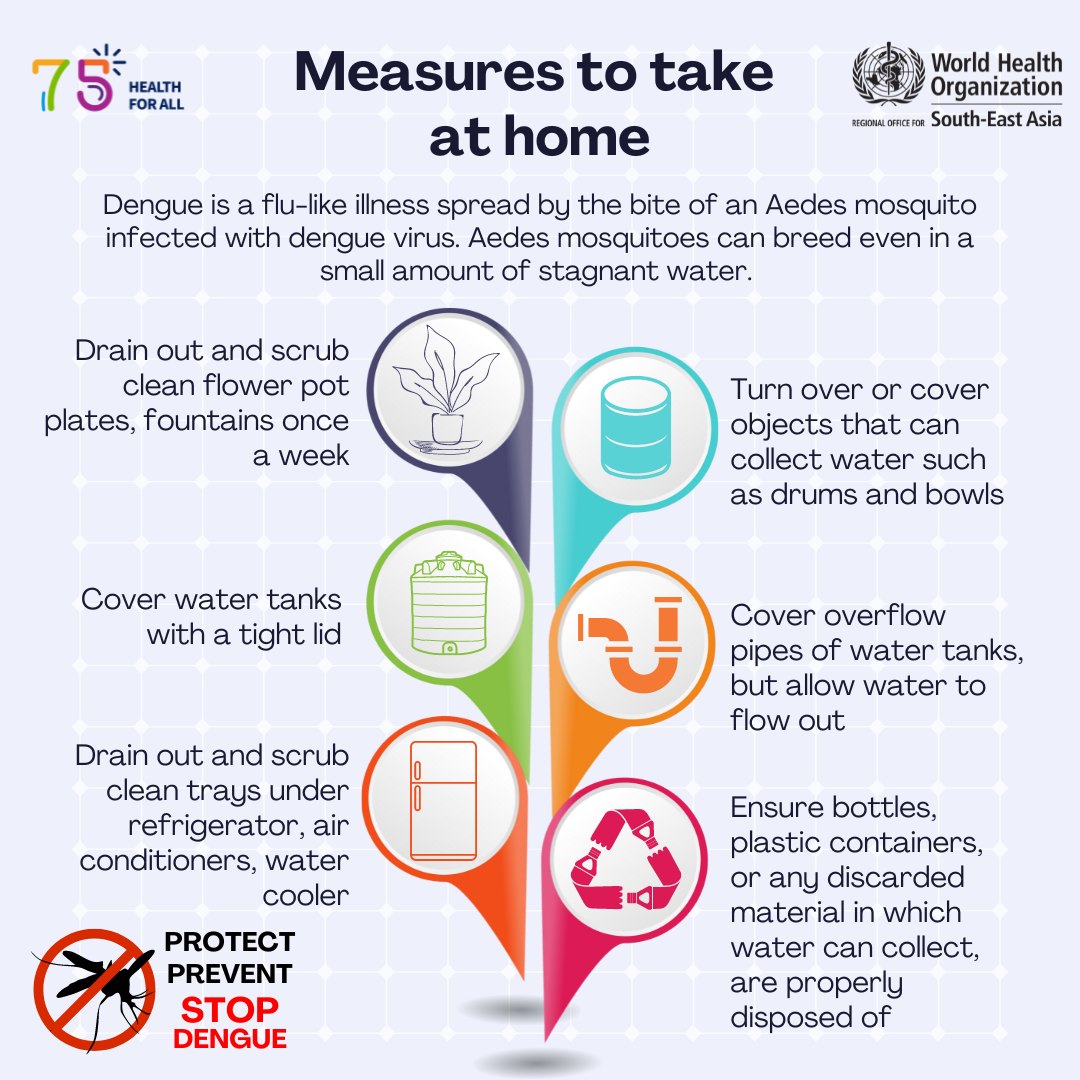 75
HEALTH
FOR ALL
Measures to take
at home
World Health
Organization
REGIONAL OFFICE FOR South-East Asia
Dengue is a flu-like illness spread by the bite of an Aedes mosquito
infected with dengue virus. Aedes mosquitoes can breed even in a
small amount of stagnant water.
Drain out and scrub
clean flower pot
plates, fountains once
a week
Turn over or cover
objects that can
collect water such
as drums and bowls
Cover water tanks
with a tight lid
Cover overflow
pipes of water tanks,
but allow water to
flow out
Drain out and scrub
clean trays under
refrigerator, air
conditioners, water
cooler
Ensure bottles,
plastic containers,
or any discarded
material in which
water can collect,
are properly
disposed of
PROTECT
PREVENT
STOP
DENGUE